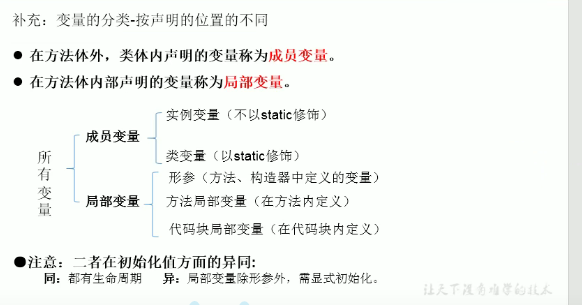 补充：变量的分类-按声明的位置的不同
● 在方法体外，类体内声明的变量称为成员变量。
● 在方法体内部声明的变量称为局部变量。
所有变量
成员变量
实例变量（不以static修饰）
类变量（以static修饰）
局部变量
形参（方法、构造器中定义的变量）
方法局部变量（在方法内定义）
代码块局部变量（在代码块内定义）
●注意：二者在初始化值方面的异同:
同：都有生命周期 异：局部变量除形参外，需显式初始化。
让天下没有难学的技术